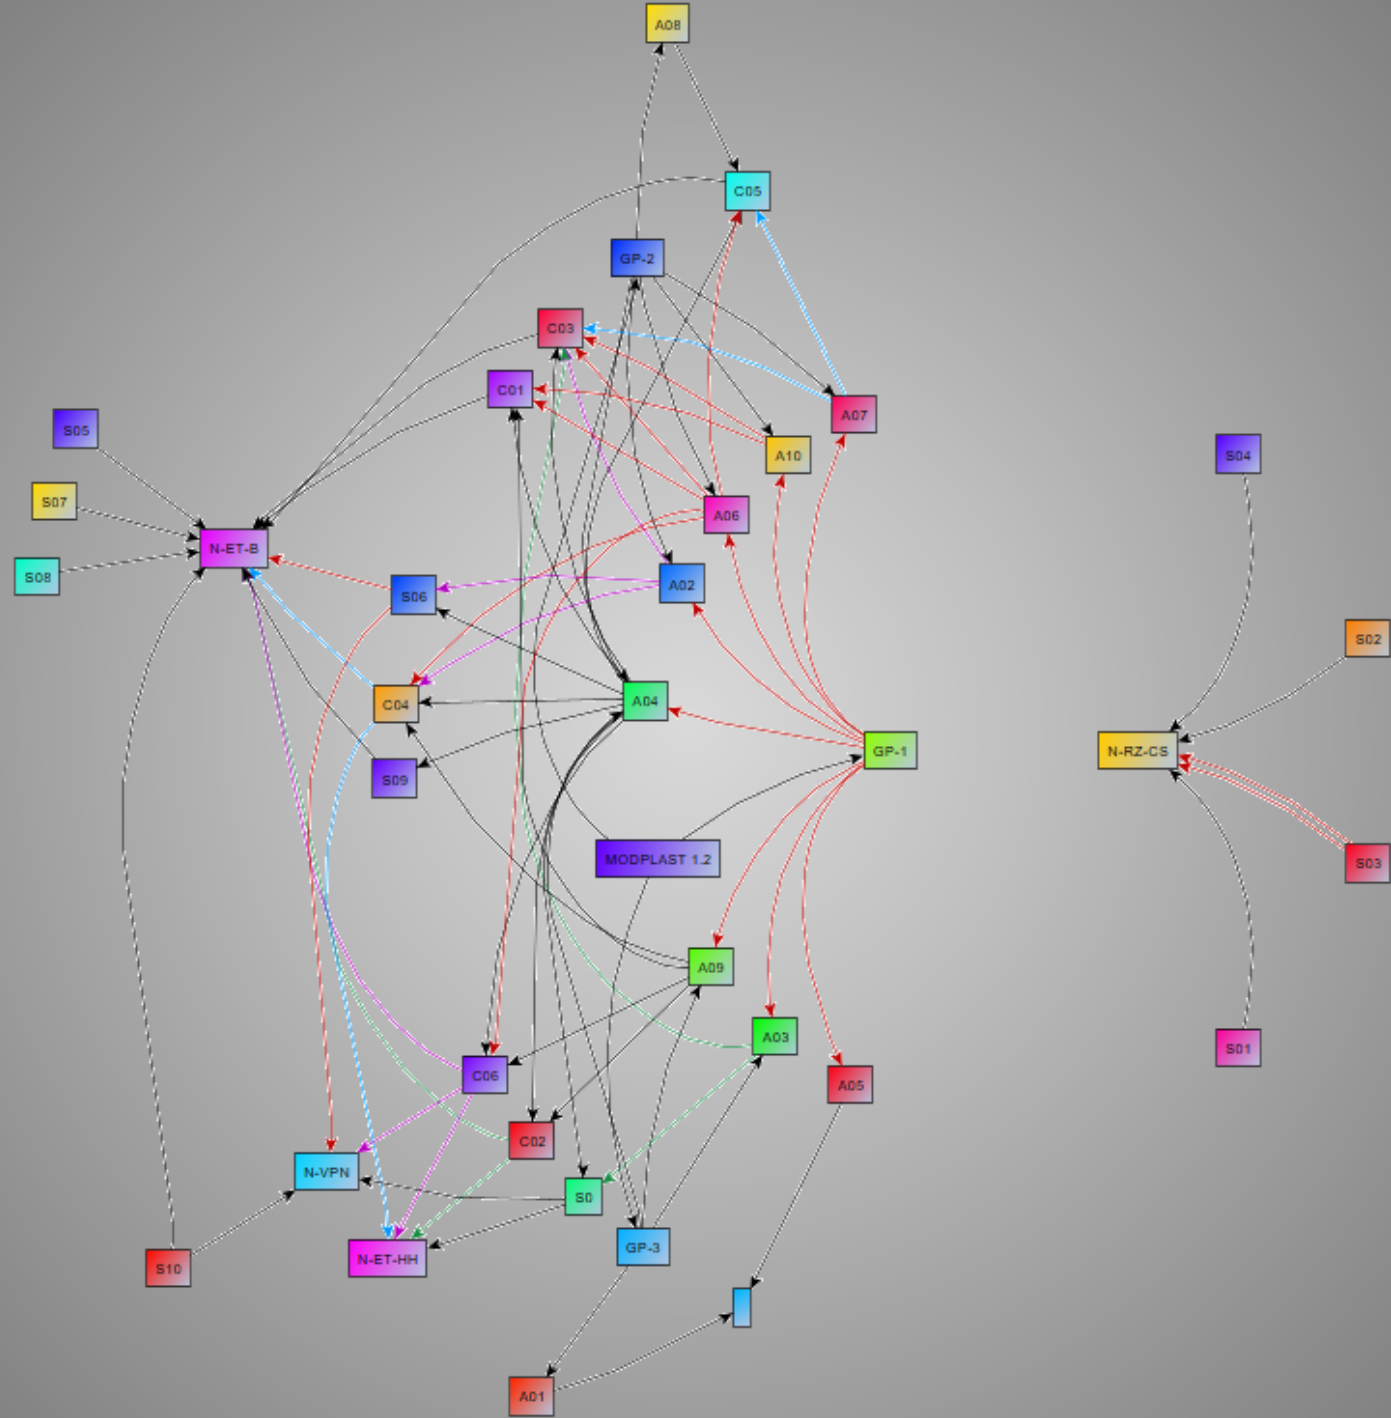 A08
C05
GP-2
C03
C01
A07
S05
A10
S04
S07
A06
N-ET-B
S08
A02
S06
S02
C04
A04
GP-1
N-RZ-CS
S09
MODPLAST 1.2
S03
A09
A03
S01
C06
A05
C02
N-VPN
S0
GP-3
N-ET-HH
S10
A01